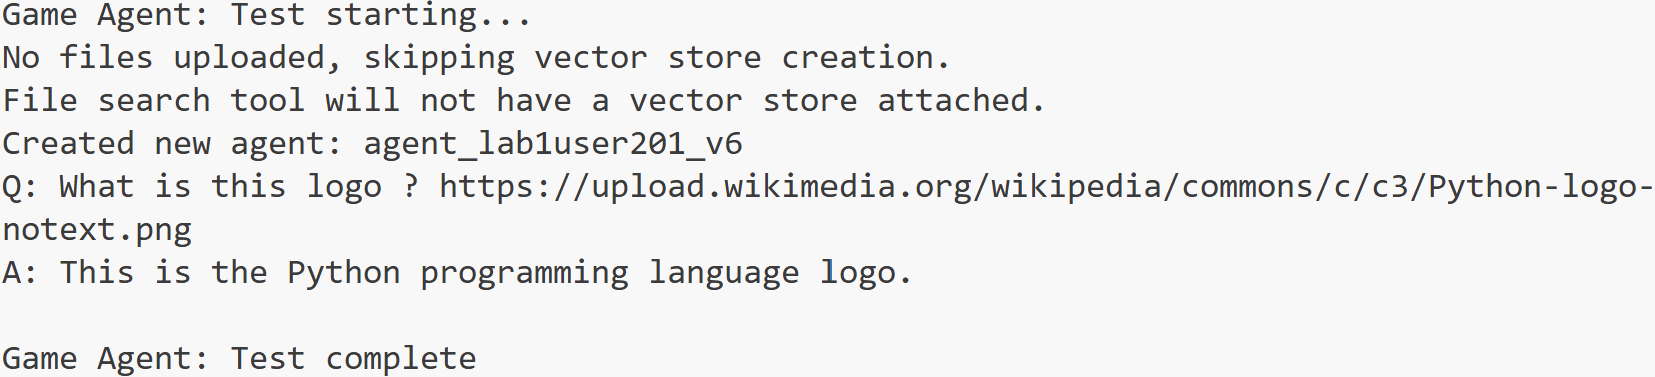 Game Agent: Test starting...
No files uploaded, skipping vector store creation.
File search tool will not have a vector store attached.
Created new agent: agent_lab1user201_v6
Q: What is this logo ? https://upload.wikimedia.org/wikipedia/commons/c/c3/Python-logo-
notext.png
A: This is the Python programming language logo.
Game Agent: Test complete